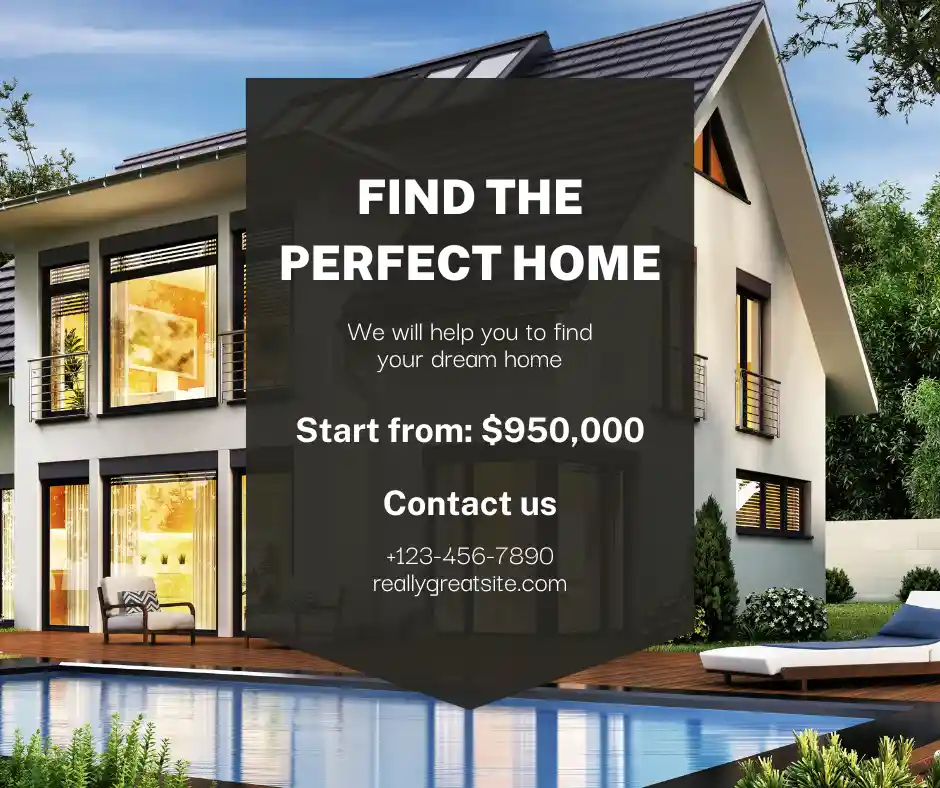 FIND THE
PERFECT HOME
We will help you to find
your dream home
Start from: $950,000
Contact us
+123-456-7890
reallygreatsite.com